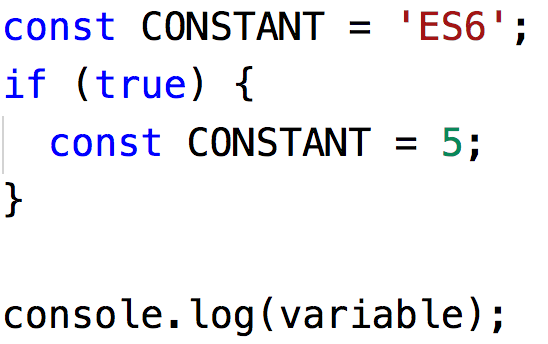 const CONSTANT = 'ES6';
if (true) {
  const CONSTANT = 5;
}

console.log(variable);